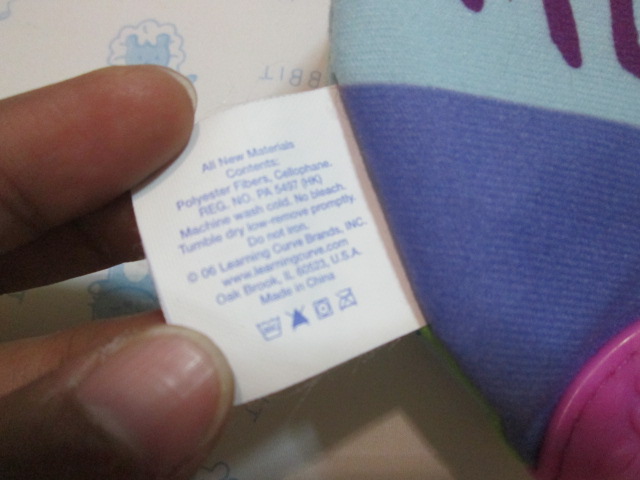 All New Materials
Contents:
Polyester Fibers, Cellophane.
REG. NO. PA 5497 (HK)
Machine wash cold. No bleach.
Tumble dry low-remove promptly.
Do not iron.
© 06 Learning Curve Brands, INC.
www.learningcurve.com
Oak Brook, IL 60523, U.S.A.
Made in China